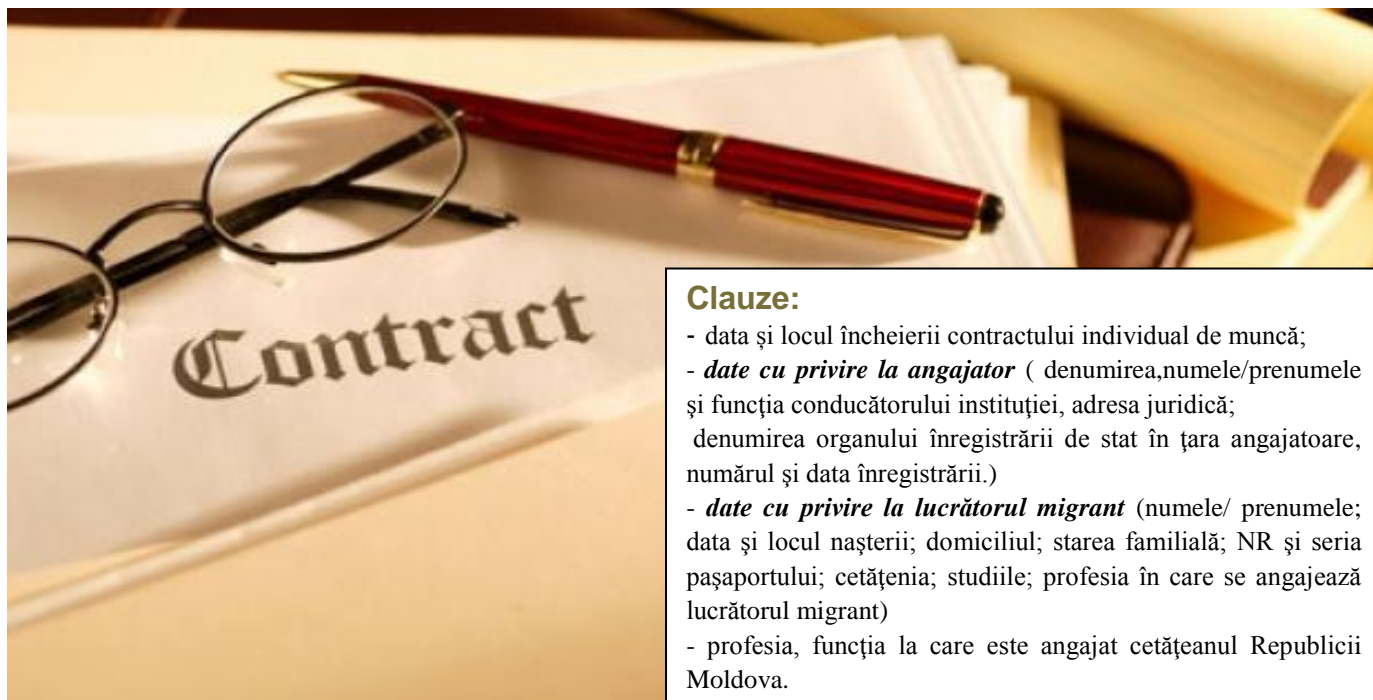 Contract
Clauze:
- data și locul încheierii contractului individual de muncă;
- date cu privire la angajator ( denumirea,numele/prenumele
şi funcţia conducătorului instituţiei, adresa juridică;
denumirea organului înregistrării de stat în ţara angajatoare,
numărul şi data înregistrării.)
- date cu privire la lucrătorul migrant (numele/ prenumele;
data şi locul naşterii; domiciliul; starea familială; NR şi seria
paşaportului; cetăţenia; studiile; profesia în care se angajează
lucrătorul migrant)
- profesia, funcţia la care este angajat cetăţeanul Republicii
Moldova.